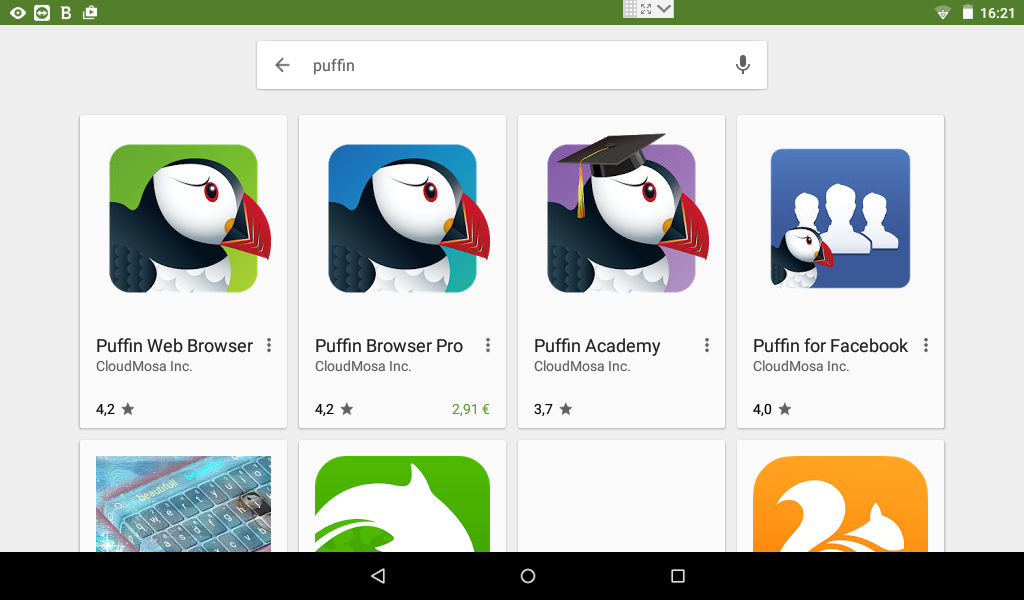 B
16:21
puffin
Puffin Web Browser
CloudMosa Inc.
4,2
Puffin Browser Pro
CloudMosa Inc.
4,2
2,91 €
Puffin Academy
CloudMosa Inc.
3,7
Puffin for Facebook
CloudMosa Inc.
4,0
beautifull